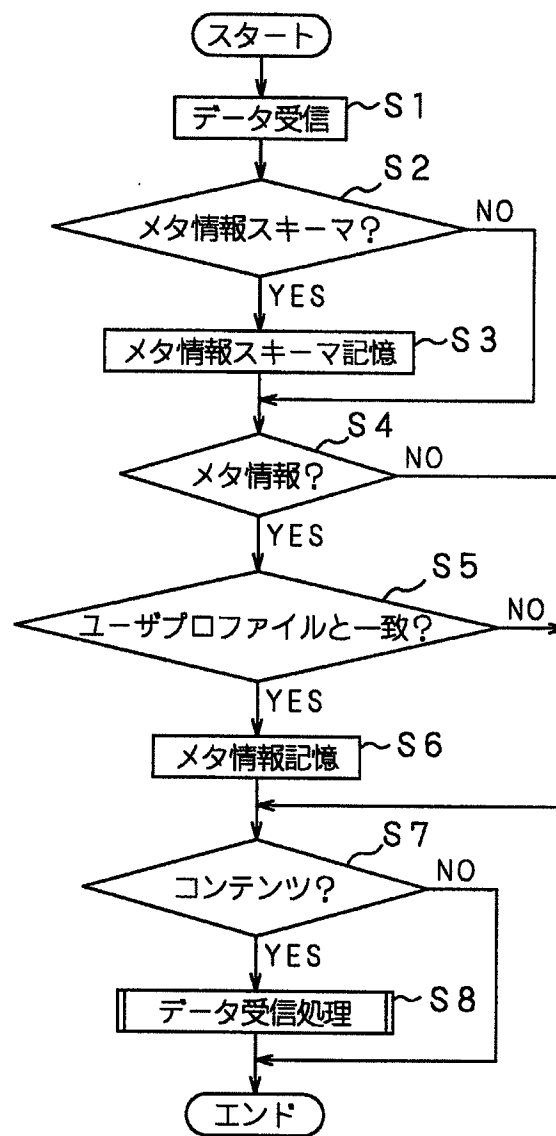 スタート
データ受信
S1
メタ情報スキーマ?
S2
NO
YES
メタ情報スキーマ記憶
S3
メタ情報?
S4
NO
YES
ユーザプロファイルと一致?
S5
NO
YES
メタ情報記憶
S6
コンテンツ?
S7
NO
YES
データ受信処理
S8
エンド